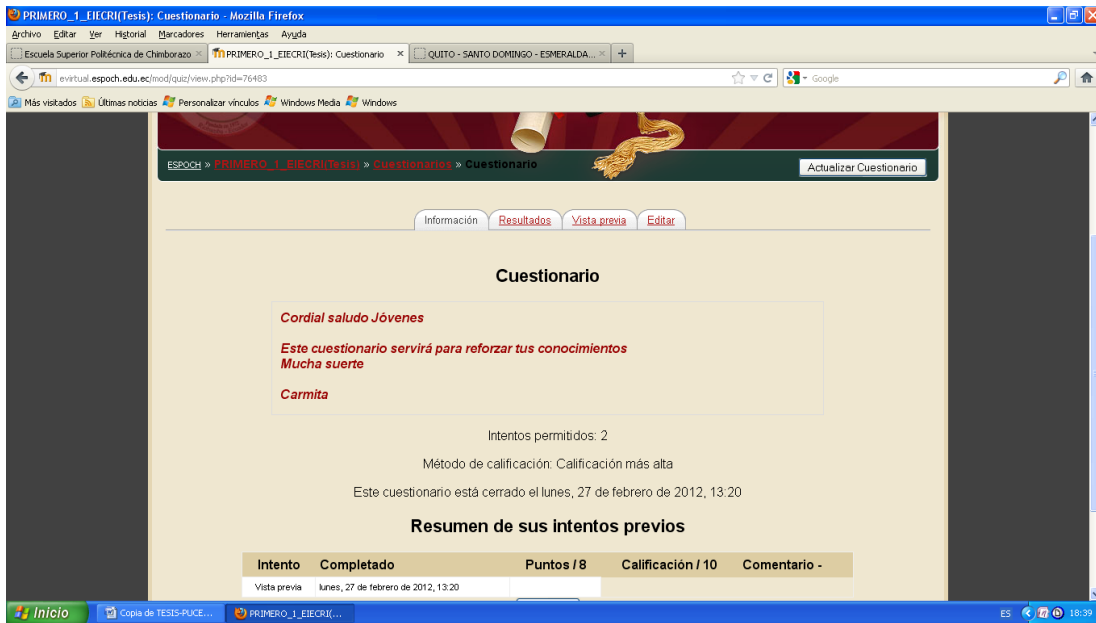 PRIMERO_1_EIECRI(Tesis): Cuestionario - Mozilla Firefox
Archivo Editar Ver Historial Marcadores Herramientas Ayuda
Escuela Superior Politécnica de Chimborazo
PRIMERO_1_EIECRI(Tesis): Cuestionario
QUITO - SANTO DOMINGO - ESMERALDA...
evirtual.espoch.edu.ec/mod/quiz/view.php?id=76483
Google
Más visitados Últimas noticias Personalizar vínculos Windows Media Windows
ESPOCH » PRIMERO_1_EIECRI(Tesis) » Cuestionarios » Cuestionario
Actualizar Cuestionario
Información Resultados Vista previa Editar
Cuestionario
Cordial saludo Jóvenes
Este cuestionario servirá para reforzar tus conocimientos
Mucha suerte
Carmita
Intentos permitidos: 2
Método de calificación: Calificación más alta
Este cuestionario está cerrado el lunes, 27 de febrero de 2012, 13:20
Resumen de sus intentos previos
Intento Completado Puntos / 8 Calificación / 10 Comentario -
Vista previa lunes, 27 de febrero de 2012, 13:20
Inicio Copia de TESIS-PUCE... PRIMERO_1_EIECRI(... ES 18:39